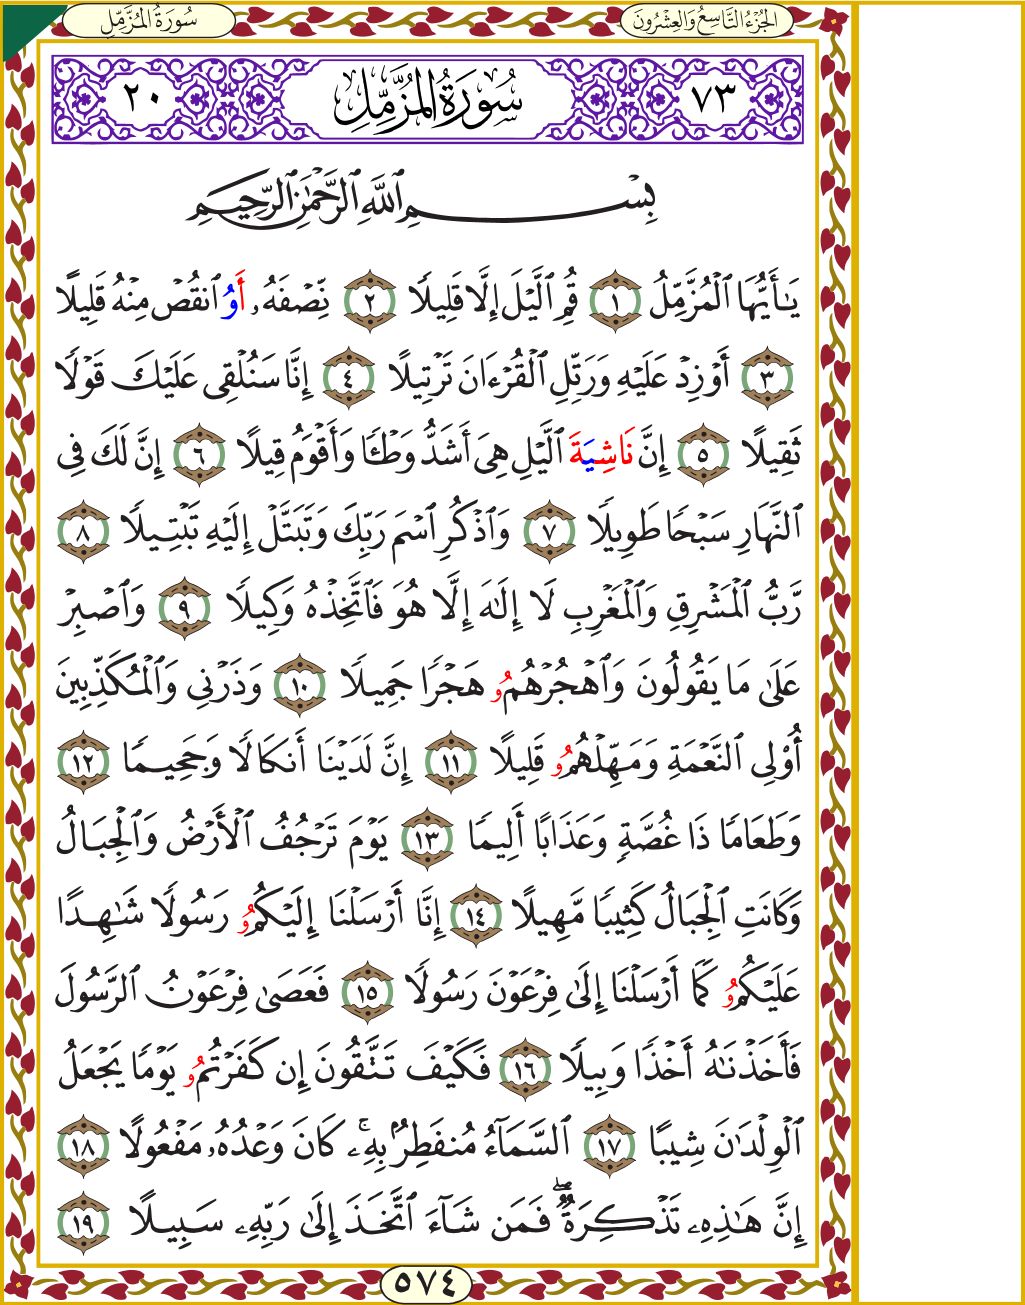 سُورَةُ المُزَّمِّلِ الجُزْءُ التَّاسِعُ وَالعِشْرُونَ
٧٣ سُورَةُ المُزَّمِّلِ ٢٠
بِسْمِ ٱللَّهِ ٱلرَّحْمَٰنِ ٱلرَّحِيمِ
يَٰٓأَيُّهَا ٱلْمُزَّمِّلُ ١ قُمِ ٱلَّيْلَ إِلَّا قَلِيلًا ٢ نِّصْفَهُۥ أَوُ ٱنقُصْ مِنْهُ قَلِيلًا
٣ أَوْ زِدْ عَلَيْهِ وَرَتِّلِ ٱلْقُرْءَانَ تَرْتِيلًا ٤ إِنَّا سَنُلْقِى عَلَيْكَ قَوْلًا
ثَقِيلًا ٥ إِنَّ نَاشِيَةَ ٱلَّيْلِ هِىَ أَشَدُّ وَطْـًٔا وَأَقْوَمُ قِيلًا ٦ إِنَّ لَكَ فِى
ٱلنَّهَارِ سَبْحًا طَوِيلًا ٧ وَٱذْكُرِ ٱسْمَ رَبِّكَ وَتَبَتَّلْ إِلَيْهِ تَبْتِيلًا ٨
رَّبُّ ٱلْمَشْرِقِ وَٱلْمَغْرِبِ لَآ إِلَٰهَ إِلَّا هُوَ فَٱتَّخِذْهُ وَكِيلًا ٩ وَٱصْبِرْ
عَلَىٰ مَا يَقُولُونَ وَٱهْجُرْهُمُۥ هَجْرًا جَمِيلًا ١٠ وَذَرْنِى وَٱلْمُكَذِّبِينَ
أُو۟لِى ٱلنَّعْمَةِ وَمَهِّلْهُمُۥ قَلِيلًا ١١ إِنَّ لَدَيْنَآ أَنكَالًا وَجَحِيمًا ١٢
وَطَعَامًا ذَا غُصَّةٍ وَعَذَابًا أَلِيمًا ١٣ يَوْمَ تَرْجُفُ ٱلْأَرْضُ وَٱلْجِبَالُ
وَكَانَتِ ٱلْجِبَالُ كَثِيبًا مَّهِيلًا ١٤ إِنَّآ أَرْسَلْنَآ إِلَيْكُمُۥ رَسُولًا شَٰهِدًا
عَلَيْكُمُۥ كَمَآ أَرْسَلْنَآ إِلَىٰ فِرْعَوْنَ رَسُولًا ١٥ فَعَصَىٰ فِرْعَوْنُ ٱلرَّسُولَ
فَأَخَذْنَٰهُ أَخْذًا وَبِيلًا ١٦ فَكَيْفَ تَتَّقُونَ إِن كَفَرْتُمُۥ يَوْمًا يَجْعَلُ
ٱلْوِلْدَٰنَ شِيبًا ١٧ ٱلسَّمَآءُ مُنفَطِرٌۢ بِهِۦۚ كَانَ وَعْدُهُۥ مَفْعُولًا ١٨
إِنَّ هَٰذِهِۦ تَذْكِرَةٌۖ فَمَن شَآءَ ٱتَّخَذَ إِلَىٰ رَبِّهِۦ سَبِيلًا ١٩
٥٧٤